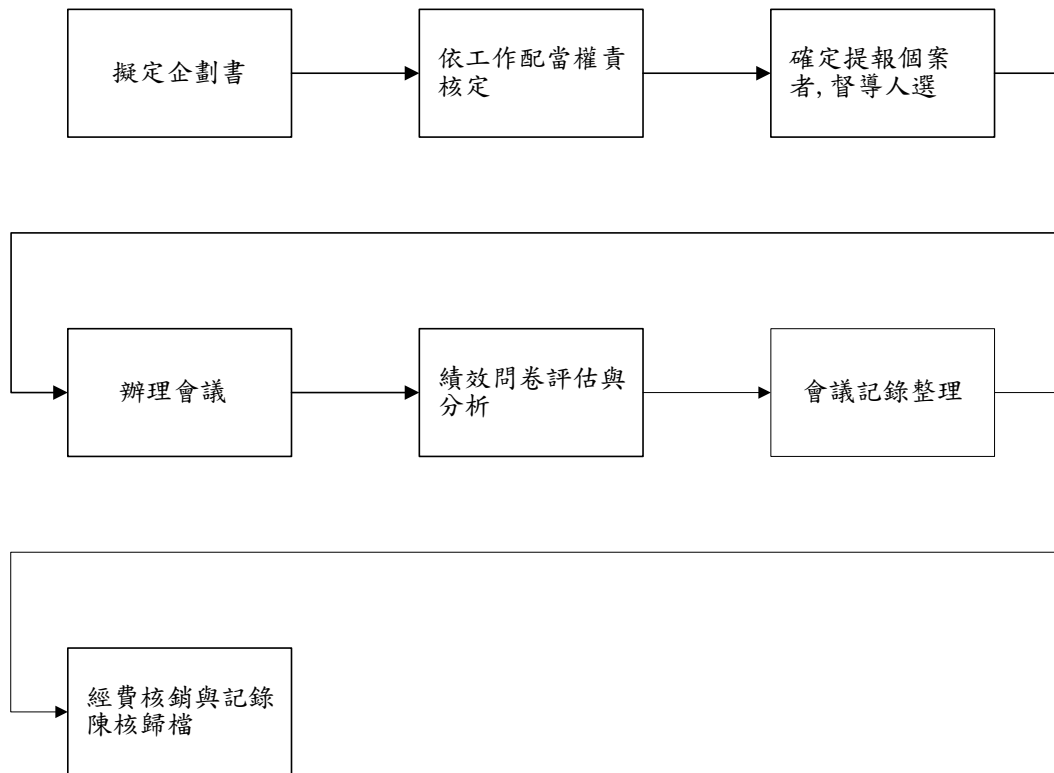 擬定企劃書
依工作配當權責
核定
確定提報個案
者, 督導人選
辦理會議
績效問卷評估與
分析
會議記錄整理
經費核銷與記錄
陳核歸檔